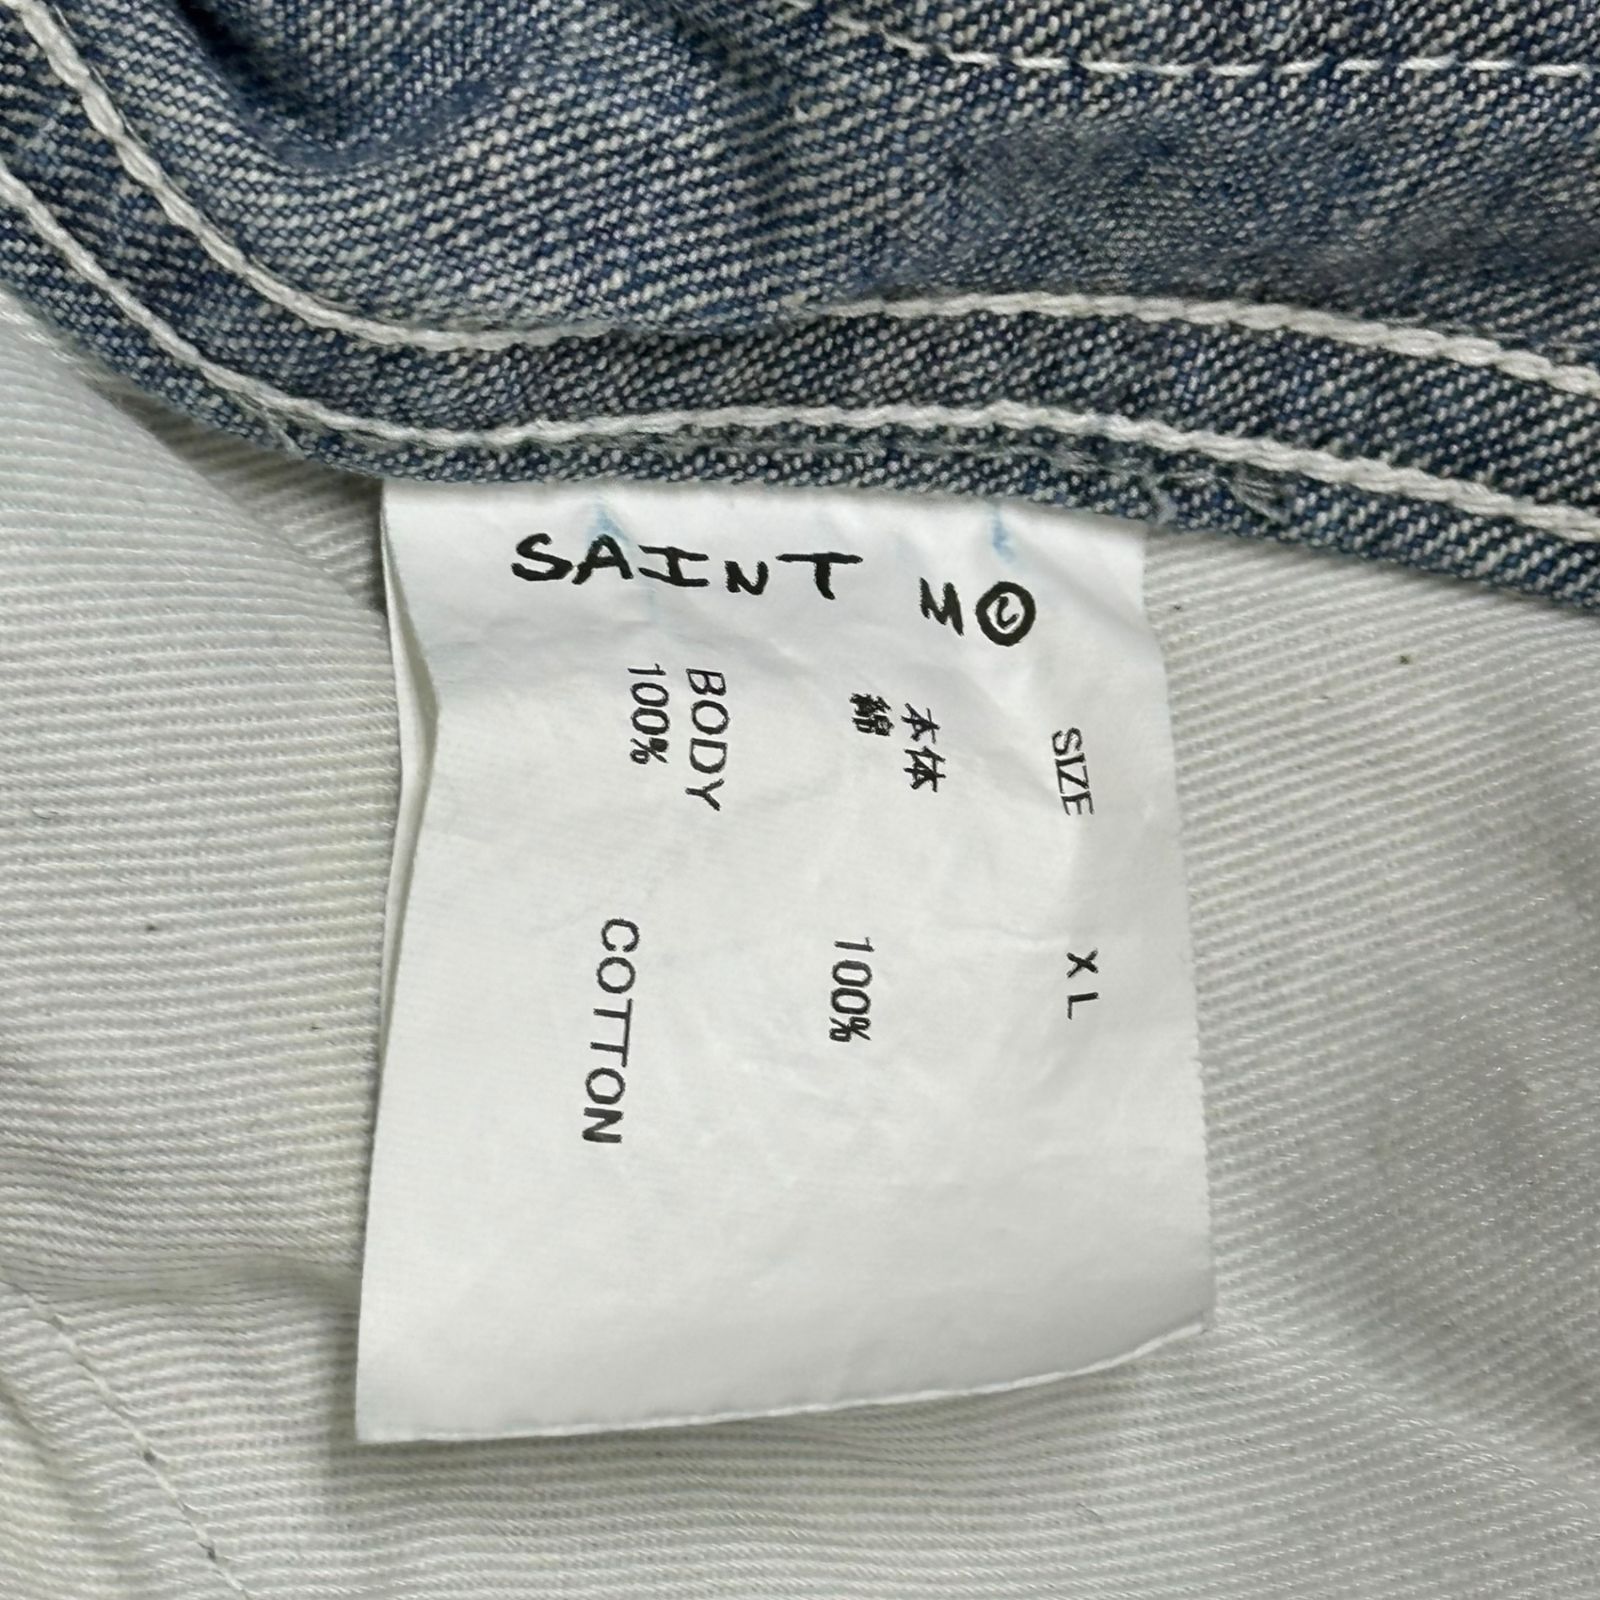 SAINT M
SIZE XL
本体
綿 100%
BODY
100% COTTON